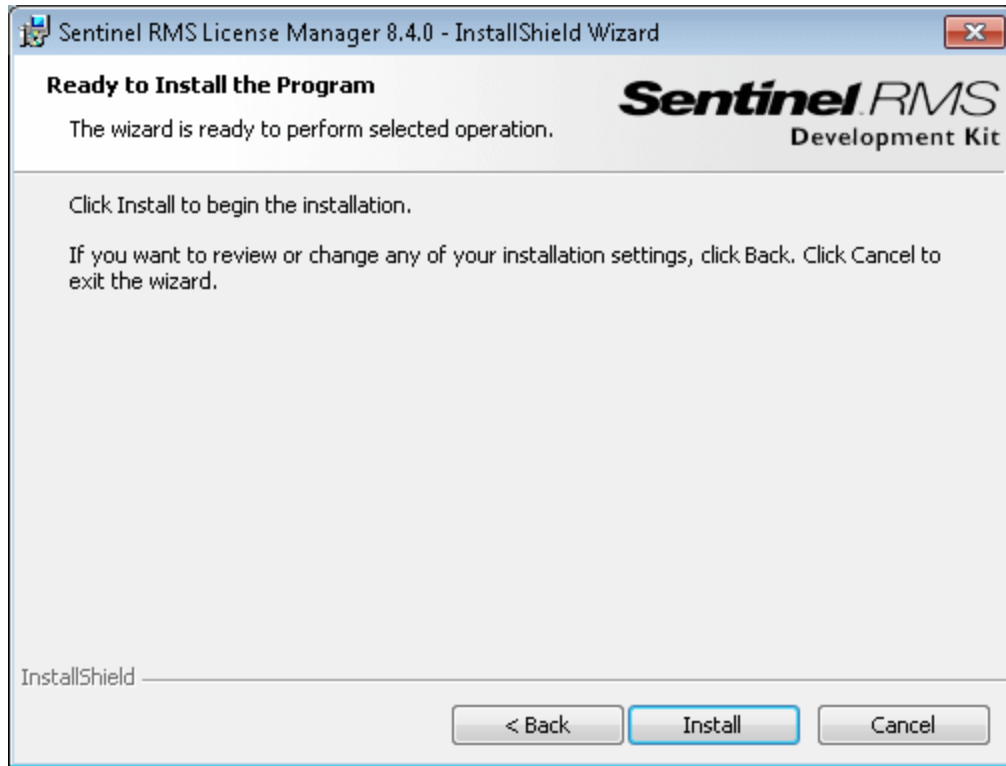 Sentinel RMS License Manager 8.4.0 - InstallShield Wizard
Ready to Install the Program
The wizard is ready to perform selected operation.
Sentinel RMS
Development Kit
Click Install to begin the installation.
If you want to review or change any of your installation settings, click Back. Click Cancel to
exit the wizard.
InstallShield
< Back
Install
Cancel